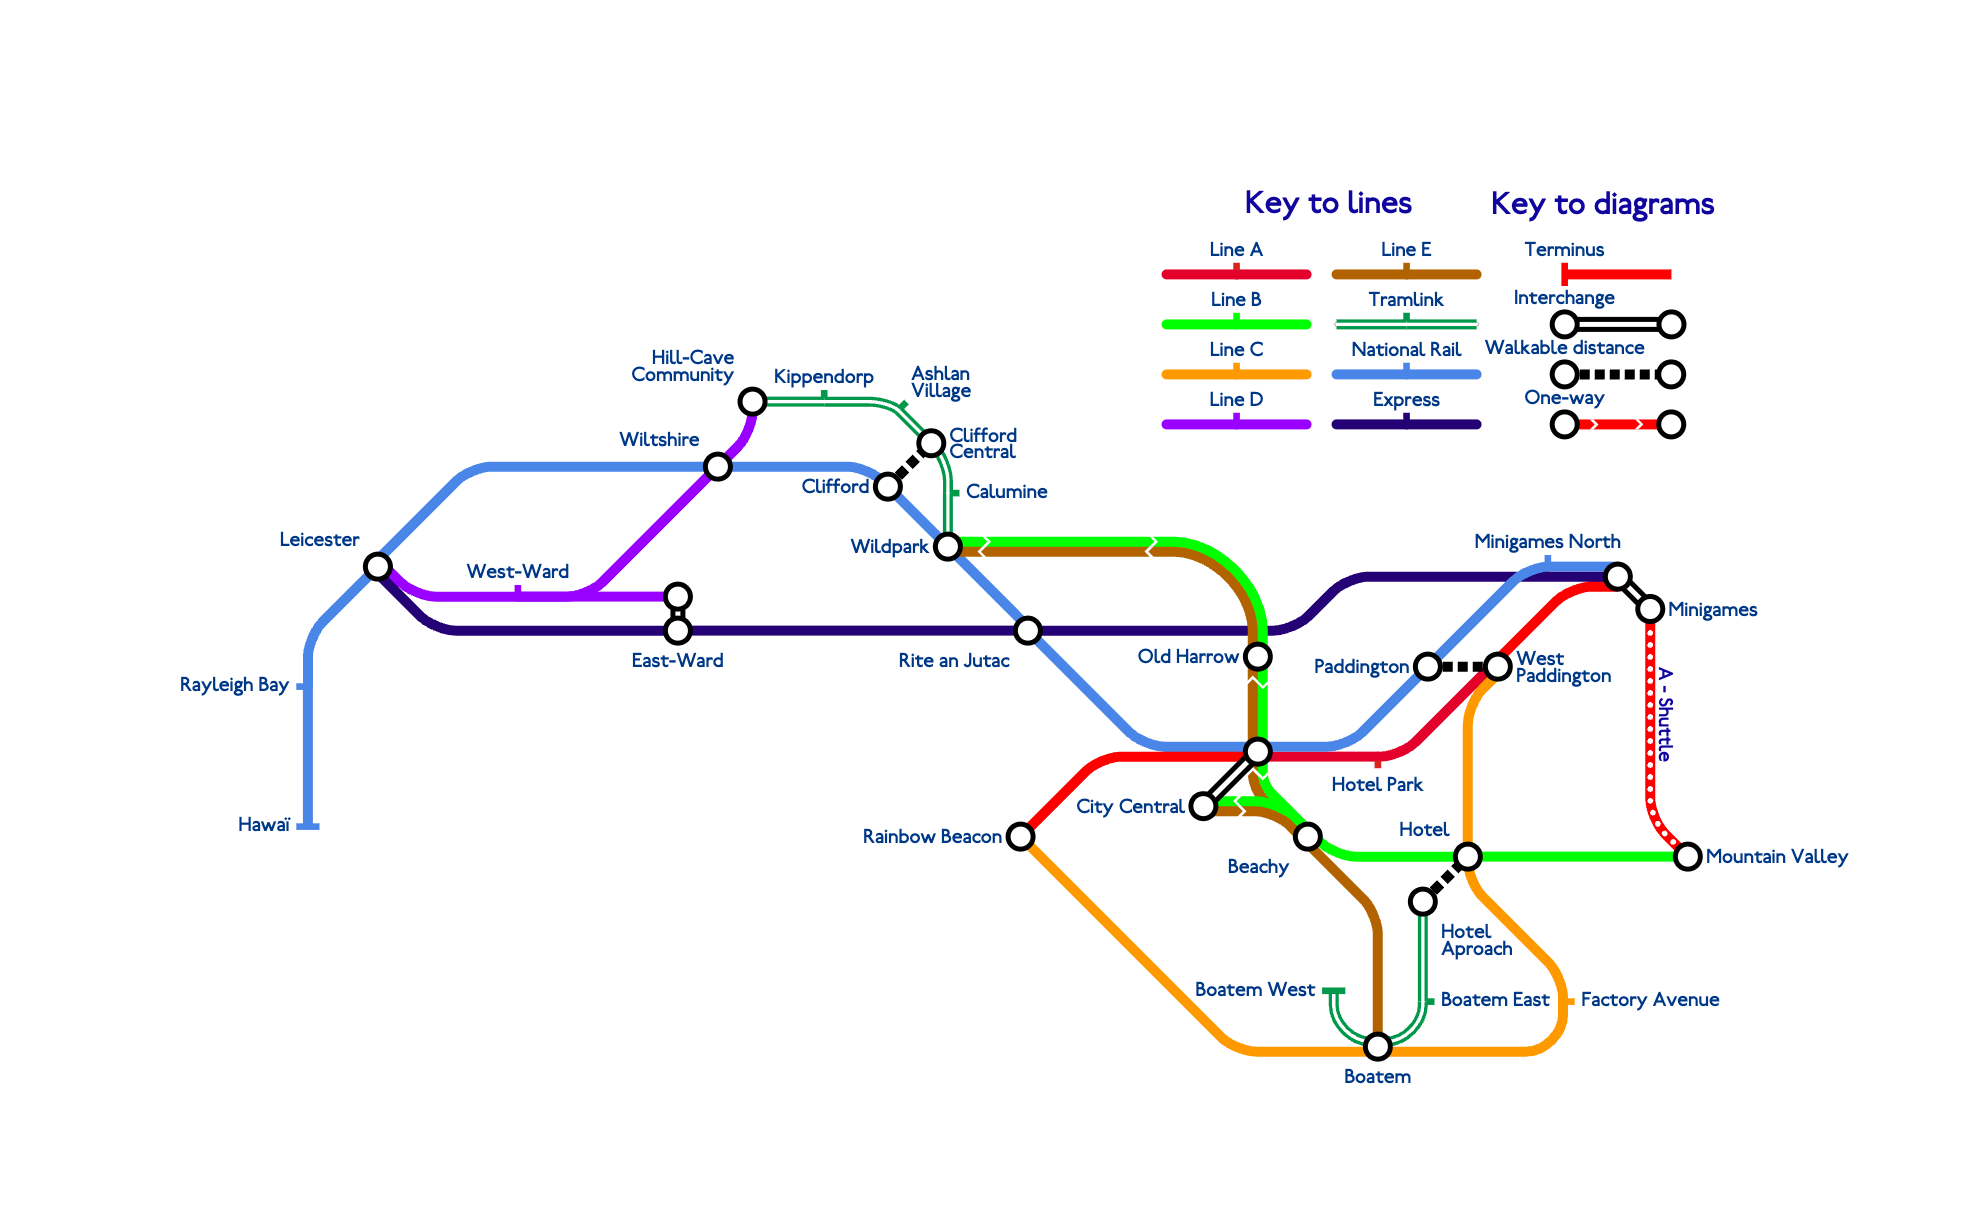 Key to lines
Key to diagrams
Line A
Line E
Terminus
Line B
Tramlink
Interchange
Line C
National Rail
Walkable distance
Line D
Express
One-way
Hill-Cave
Community
Kippendorp
Ashlan
Village
Wiltshire
Clifford
Central
Clifford
Calumine
Leicester
Wildpark
Minigames North
West-Ward
Minigames
East-Ward
Rite an Jutac
Old Harrow
Paddington
West
Paddington
Rayleigh Bay
A - Shuttle
Hotel Park
City Central
Hawaï
Rainbow Beacon
Hotel
Beachy
Mountain Valley
Hotel
Aproach
Boatem West
Boatem East
Factory Avenue
Boatem